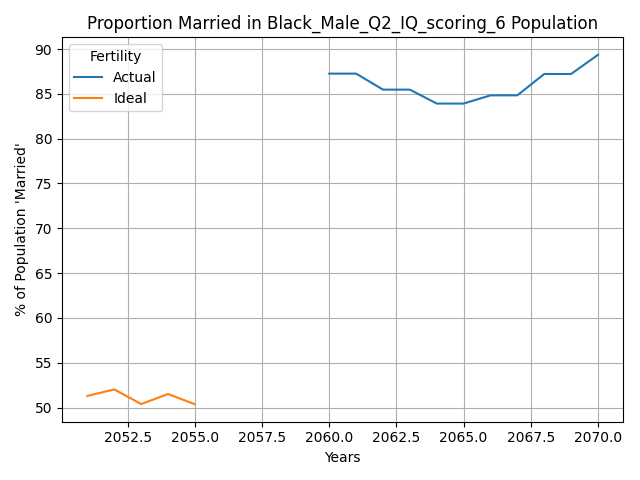 Proportion Married in Black_Male_Q2_IQ_scoring_6 Population
% of Population 'Married'
90
85
80
75
70
65
60
55
50
Fertility
Actual
Ideal
2052.5 2055.0 2057.5 2060.0 2062.5 2065.0 2067.5 2070.0
Years